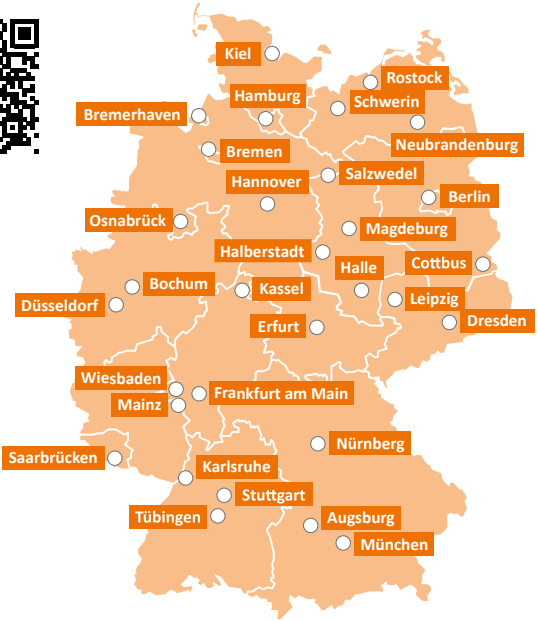 Kiel
Rostock
Hamburg
Schwerin
Bremerhaven
Neubrandenburg
Bremen
Salzwedel
Hannover
Berlin
Osnabrück
Magdeburg
Halberstadt
Halle
Cottbus
Bochum
Kassel
Leipzig
Düsseldorf
Erfurt
Dresden
Wiesbaden
Frankfurt am Main
Mainz
Nürnberg
Saarbrücken
Karlsruhe
Stuttgart
Tübingen
Augsburg
München